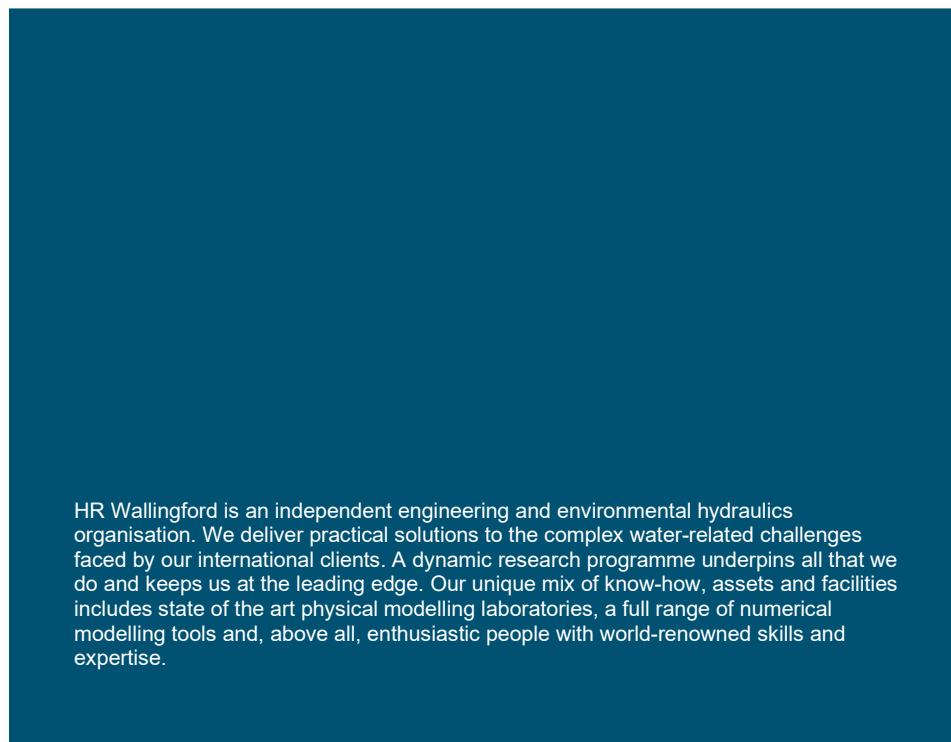 HR Wallingford is an independent engineering and environmental hydraulics
organisation. We deliver practical solutions to the complex water-related challenges
faced by our international clients. A dynamic research programme underpins all that we
do and keeps us at the leading edge. Our unique mix of know-how, assets and facilities
includes state of the art physical modelling laboratories, a full range of numerical
modelling tools and, above all, enthusiastic people with world-renowned skills and
expertise.